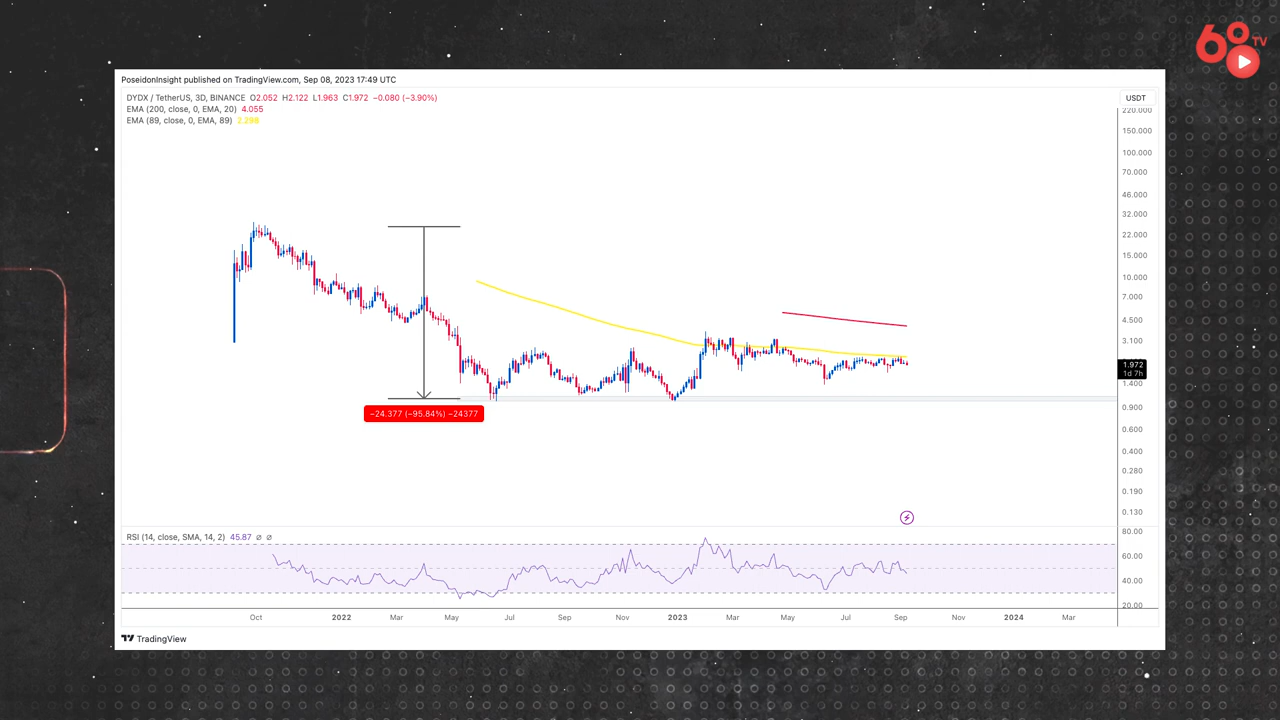 68 TV
PoseidonInsight published on TradingView.com, Sep 08, 2023 17:49 UTC
DYDX / TetherUS, 3D, BINANCE O2.052 H2.122 L1.963 C1.972 −0.080 (−3.90%)
EMA (200, close, 0, EMA, 20) 4.055
EMA (89, close, 0, EMA, 89) 2.298
USDT
220.000
150.000
100.000
70.000
46.000
32.000
22.000
15.000
10.000
7.000
4.500
3.100
1.972
1d 7h
1.400
0.900
0.600
0.400
0.280
0.190
0.130
−24.377 (−95.84%) −24377
RSI (14, close, SMA, 14, 2) 45.87 ∅ ∅
80.00
60.00
40.00
20.00
Oct 2022 Mar May Jul Sep Nov 2023 Mar May Jul Sep Nov 2024 Mar
TradingView